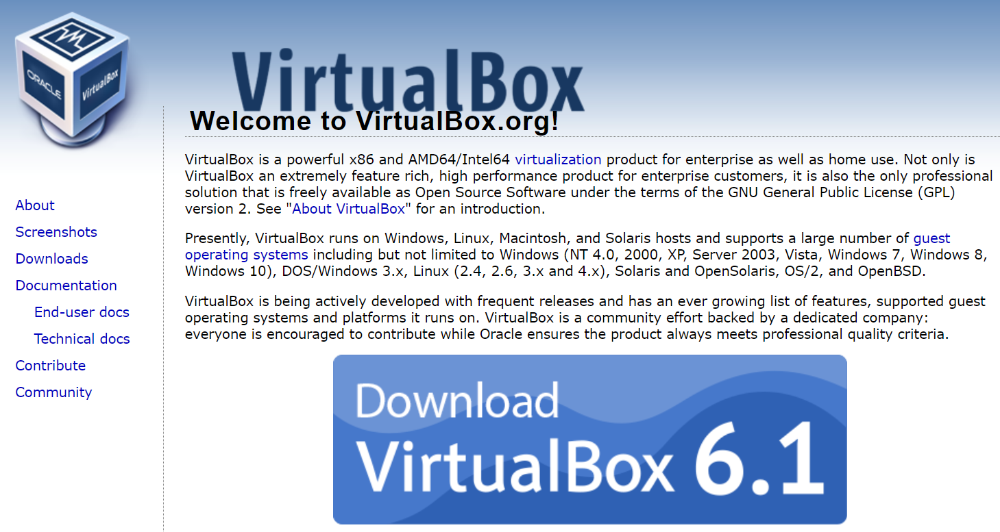 ORACLE
VirtualBox
VirtualBox
Welcome to VirtualBox.org!
About
Screenshots
Downloads
Documentation
End-user docs
Technical docs
Contribute
Community
VirtualBox is a powerful x86 and AMD64/Intel64 virtualization product for enterprise as well as home use. Not only is
VirtualBox an extremely feature rich, high performance product for enterprise customers, it is also the only professional
solution that is freely available as Open Source Software under the terms of the GNU General Public License (GPL)
version 2. See "About VirtualBox" for an introduction.
Presently, VirtualBox runs on Windows, Linux, Macintosh, and Solaris hosts and supports a large number of guest
operating systems including but not limited to Windows (NT 4.0, 2000, XP, Server 2003, Vista, Windows 7, Windows 8,
Windows 10), DOS/Windows 3.x, Linux (2.4, 2.6, 3.x and 4.x), Solaris and OpenSolaris, OS/2, and OpenBSD.
VirtualBox is being actively developed with frequent releases and has an ever growing list of features, supported guest
operating systems and platforms it runs on. VirtualBox is a community effort backed by a dedicated company:
everyone is encouraged to contribute while Oracle ensures the product always meets professional quality criteria.
Download
VirtualBox 6.1